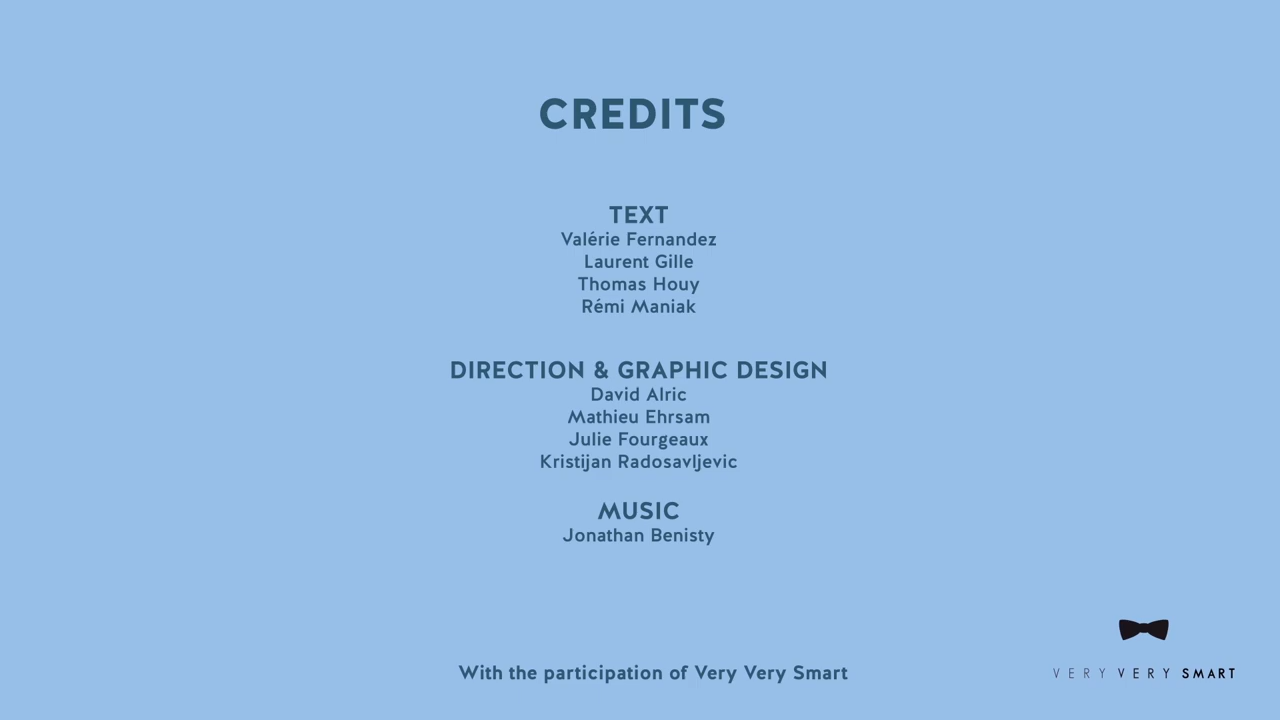 CREDITS
TEXT
Valérie Fernandez
Laurent Gille
Thomas Houy
Rémi Maniak
DIRECTION & GRAPHIC DESIGN
David Alric
Mathieu Ehrsam
Julie Fourgeaux
Kristijan Radosavljevic
MUSIC
Jonathan Benisty
With the participation of Very Very Smart
VERY VERY SMART